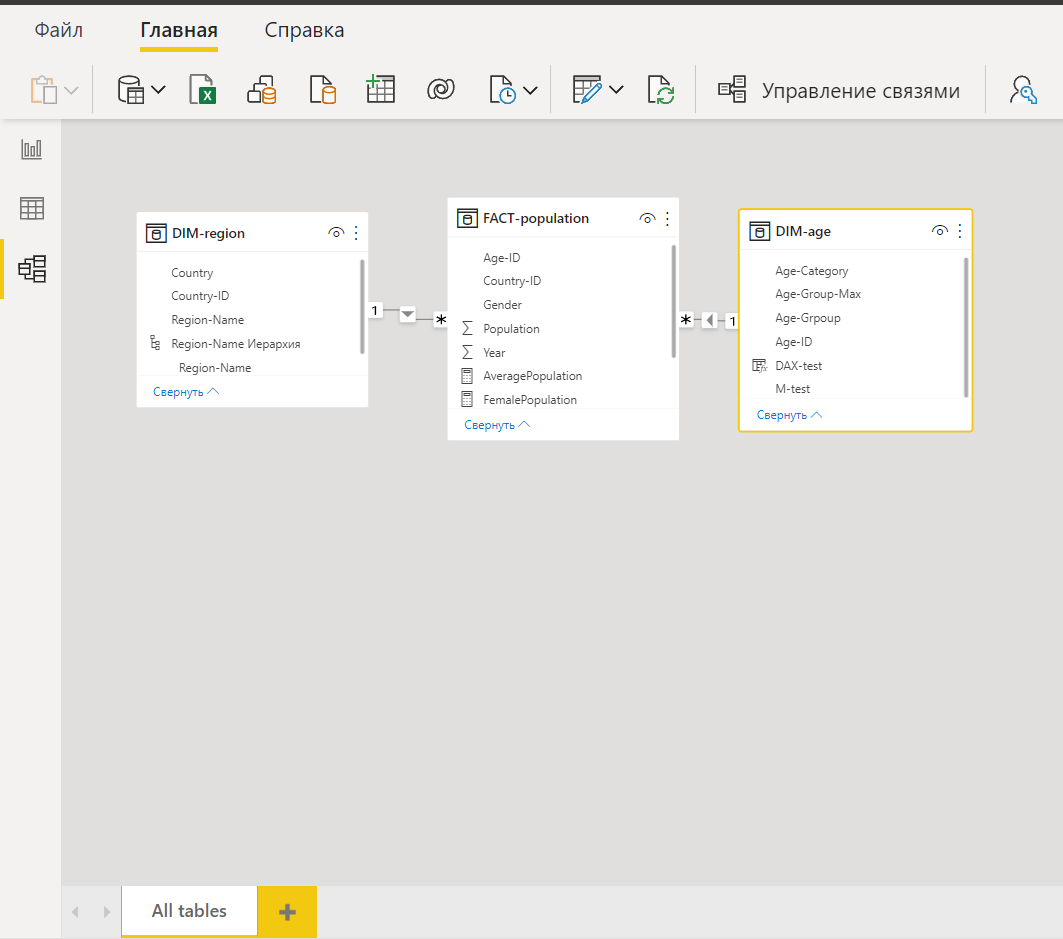 Файл Главная Справка
Управление связями
DIM-region
Country
Country-ID
Region-Name
Region-Name Иерархия
Region-Name
Свернуть
1
*
FACT-population
Age-ID
Country-ID
Gender
Population
Year
AveragePopulation
FemalePopulation
Свернуть
*
1
DIM-age
Age-Category
Age-Group-Max
Age-Grpoup
Age-ID
DAX-test
M-test
Свернуть
All tables